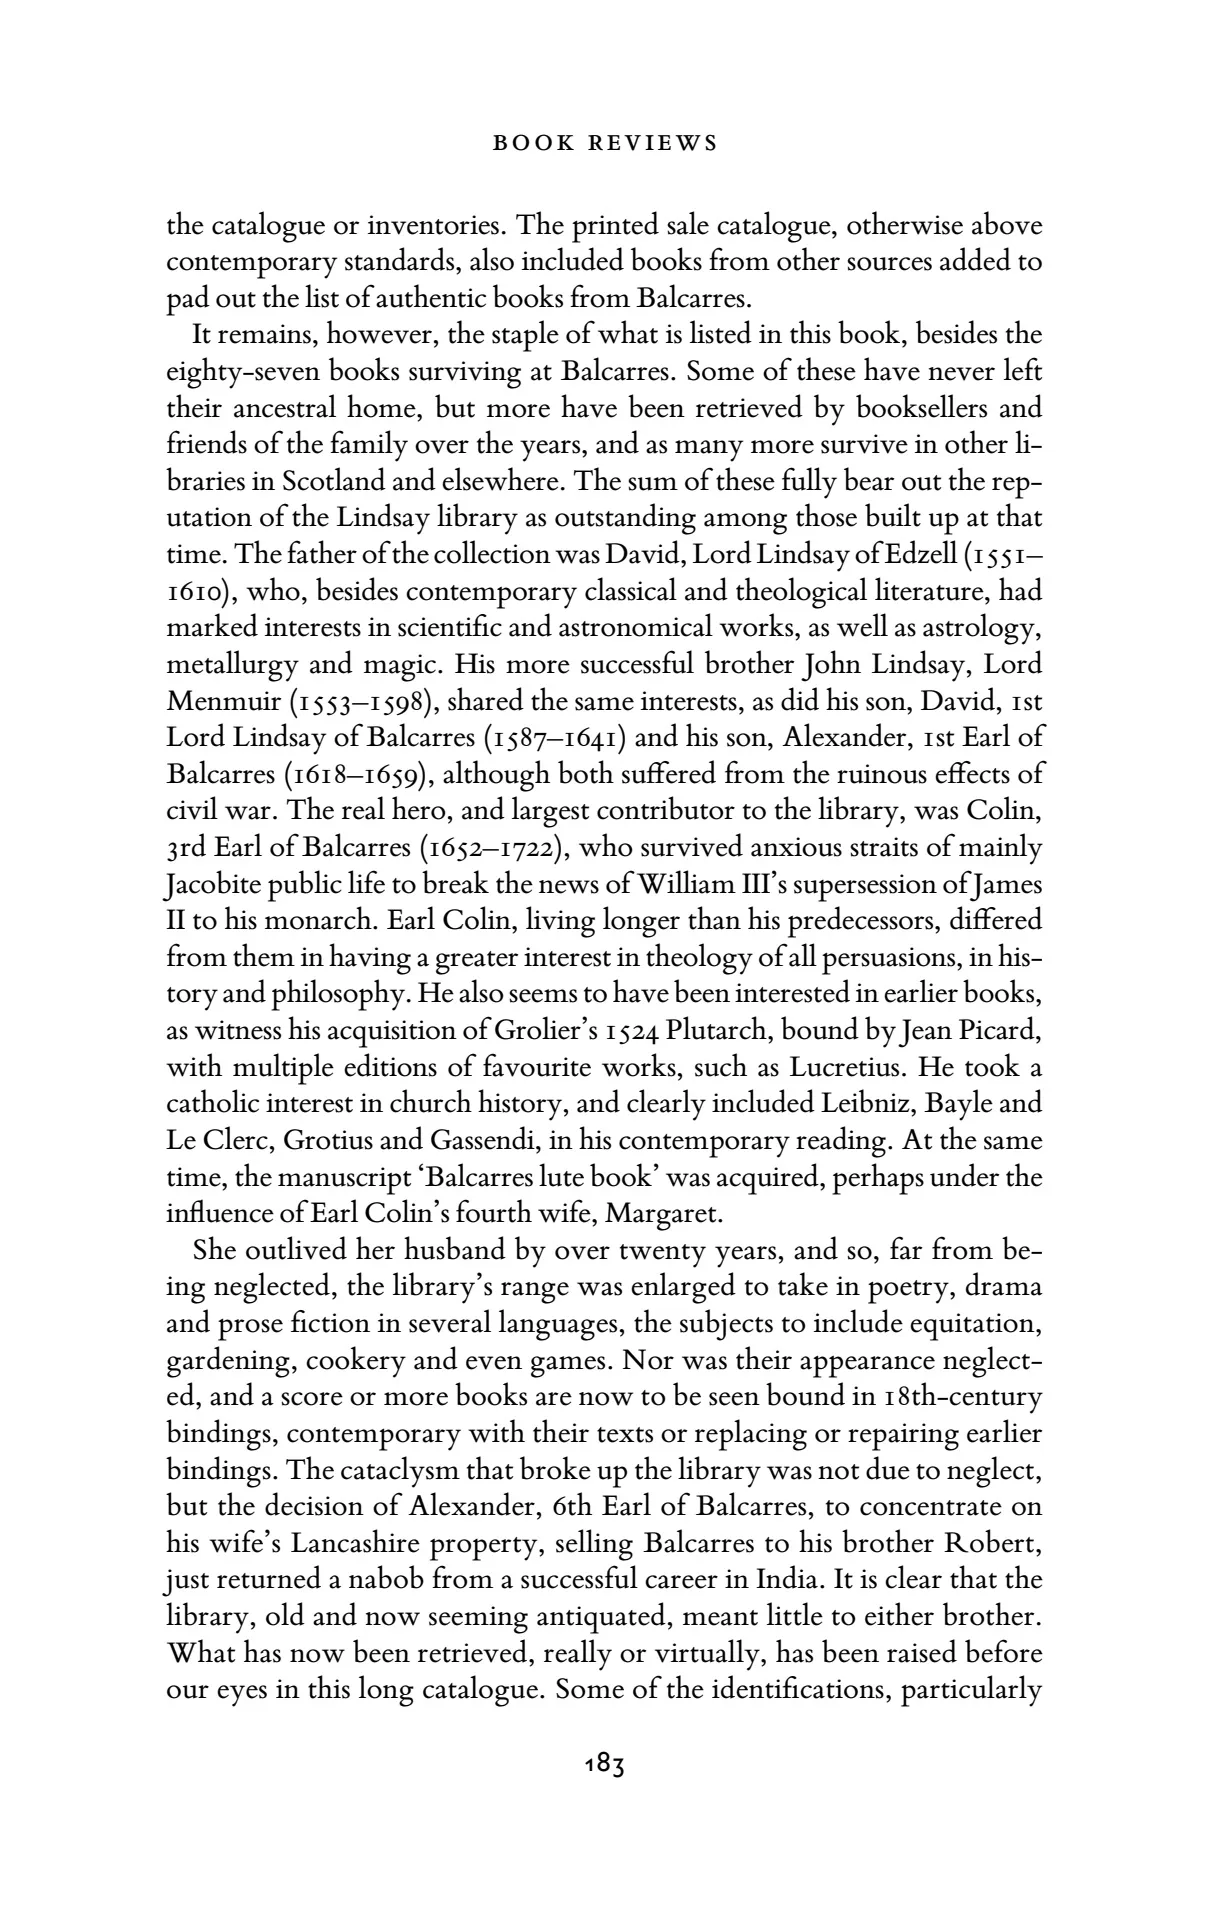 BOOK REVIEWS
the catalogue or inventories. The printed sale catalogue, otherwise above
contemporary standards, also included books from other sources added to
pad out the list of authentic books from Balcarres.
It remains, however, the staple of what is listed in this book, besides the
eighty-seven books surviving at Balcarres. Some of these have never left
their ancestral home, but more have been retrieved by booksellers and
friends of the family over the years, and as many more survive in other li-
braries in Scotland and elsewhere. The sum of these fully bear out the rep-
utation of the Lindsay library as outstanding among those built up at that
time. The father of the collection was David, Lord Lindsay of Edzell (1551–
1610), who, besides contemporary classical and theological literature, had
marked interests in scientific and astronomical works, as well as astrology,
metallurgy and magic. His more successful brother John Lindsay, Lord
Menmuir (1553–1598), shared the same interests, as did his son, David, 1st
Lord Lindsay of Balcarres (1587–1641) and his son, Alexander, 1st Earl of
Balcarres (1618–1659), although both suffered from the ruinous effects of
civil war. The real hero, and largest contributor to the library, was Colin,
3rd Earl of Balcarres (1652–1722), who survived anxious straits of mainly
Jacobite public life to break the news of William III’s supersession of James
II to his monarch. Earl Colin, living longer than his predecessors, differed
from them in having a greater interest in theology of all persuasions, in his-
tory and philosophy. He also seems to have been interested in earlier books,
as witness his acquisition of Grolier’s 1524 Plutarch, bound by Jean Picard,
with multiple editions of favourite works, such as Lucretius. He took a
catholic interest in church history, and clearly included Leibniz, Bayle and
Le Clerc, Grotius and Gassendi, in his contemporary reading. At the same
time, the manuscript ‘Balcarres lute book’ was acquired, perhaps under the
influence of Earl Colin’s fourth wife, Margaret.
She outlived her husband by over twenty years, and so, far from be-
ing neglected, the library’s range was enlarged to take in poetry, drama
and prose fiction in several languages, the subjects to include equitation,
gardening, cookery and even games. Nor was their appearance neglect-
ed, and a score or more books are now to be seen bound in 18th-century
bindings, contemporary with their texts or replacing or repairing earlier
bindings. The cataclysm that broke up the library was not due to neglect,
but the decision of Alexander, 6th Earl of Balcarres, to concentrate on
his wife’s Lancashire property, selling Balcarres to his brother Robert,
just returned a nabob from a successful career in India. It is clear that the
library, old and now seeming antiquated, meant little to either brother.
What has now been retrieved, really or virtually, has been raised before
our eyes in this long catalogue. Some of the identifications, particularly
183